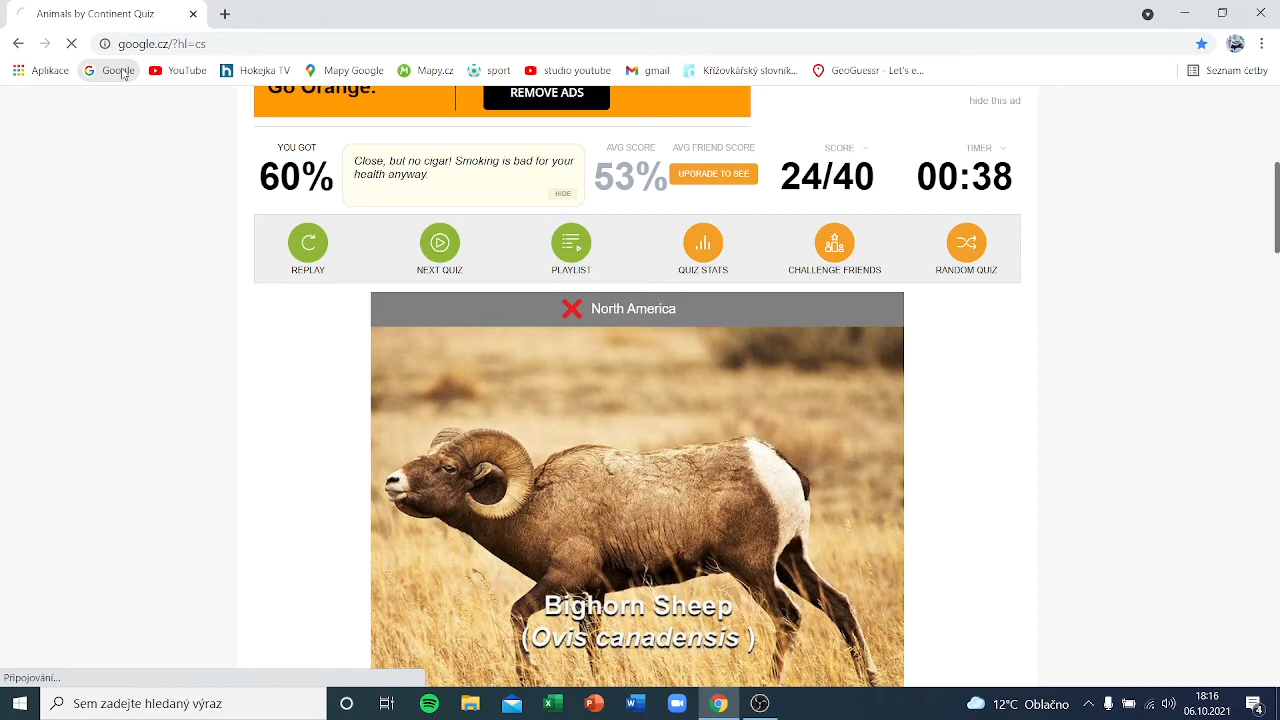 Animals by Continent
google.cz/?hl=cs
Aplikace Google YouTube Hokejka TV Mapy Google Mapy.cz sport studio youtube gmail Křížovkářský slovník... GeoGuessr - Let's e... Seznam četby
Go Orange.
REMOVE ADS
hide this ad
YOU GOT
60%
Close, but no cigar! Smoking is bad for your
health anyway.
HIDE
AVG SCORE
53%
AVG FRIEND SCORE
UPGRADE TO SEE
SCORE
24/40
TIMER
00:38
REPLAY NEXT QUIZ PLAYLIST QUIZ STATS CHALLENGE FRIENDS RANDOM QUIZ
North America
Bighorn Sheep
(Ovis canadensis )
Připojování...
Sem zadejte hledaný výraz
12°C Oblačno
18:16
06.10.2021